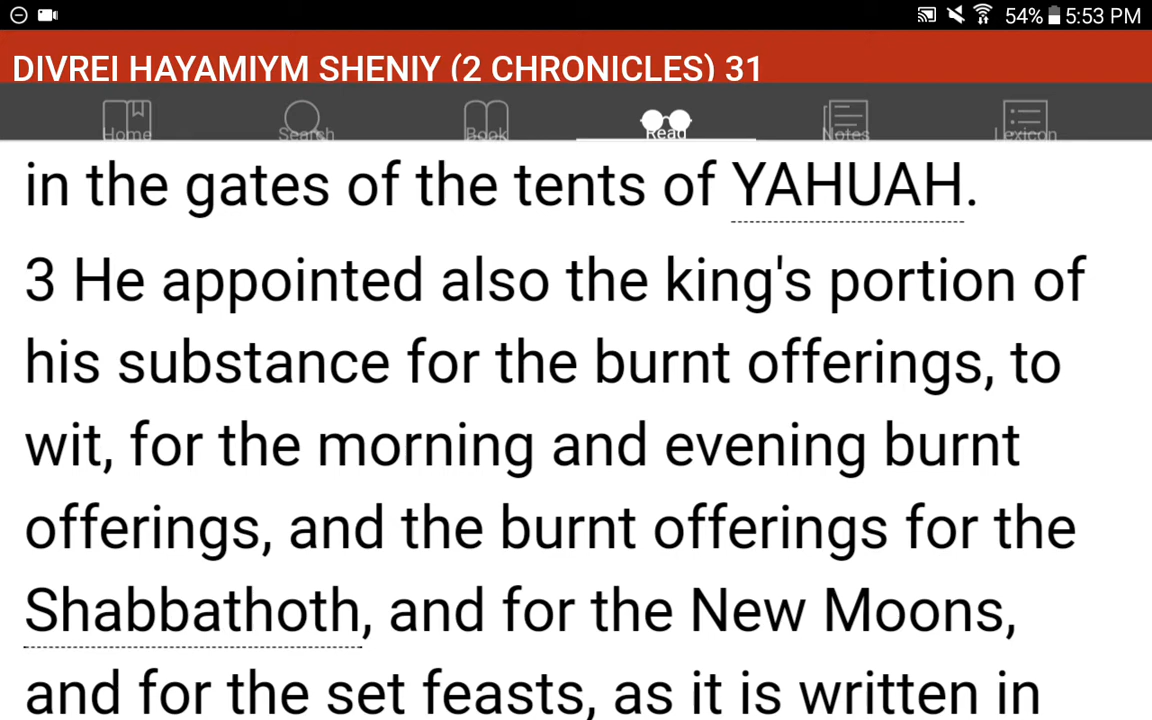 54% 5:53 PM
DIVREI HAYAMIYM SHENIY (2 CHRONICLES) 31
Home Search Book Read Notes Lexicon
in the gates of the tents of YAHUAH.
3 He appointed also the king's portion of
his substance for the burnt offerings, to
wit, for the morning and evening burnt
offerings, and the burnt offerings for the
Shabbathoth, and for the New Moons,
and for the set feasts, as it is written in